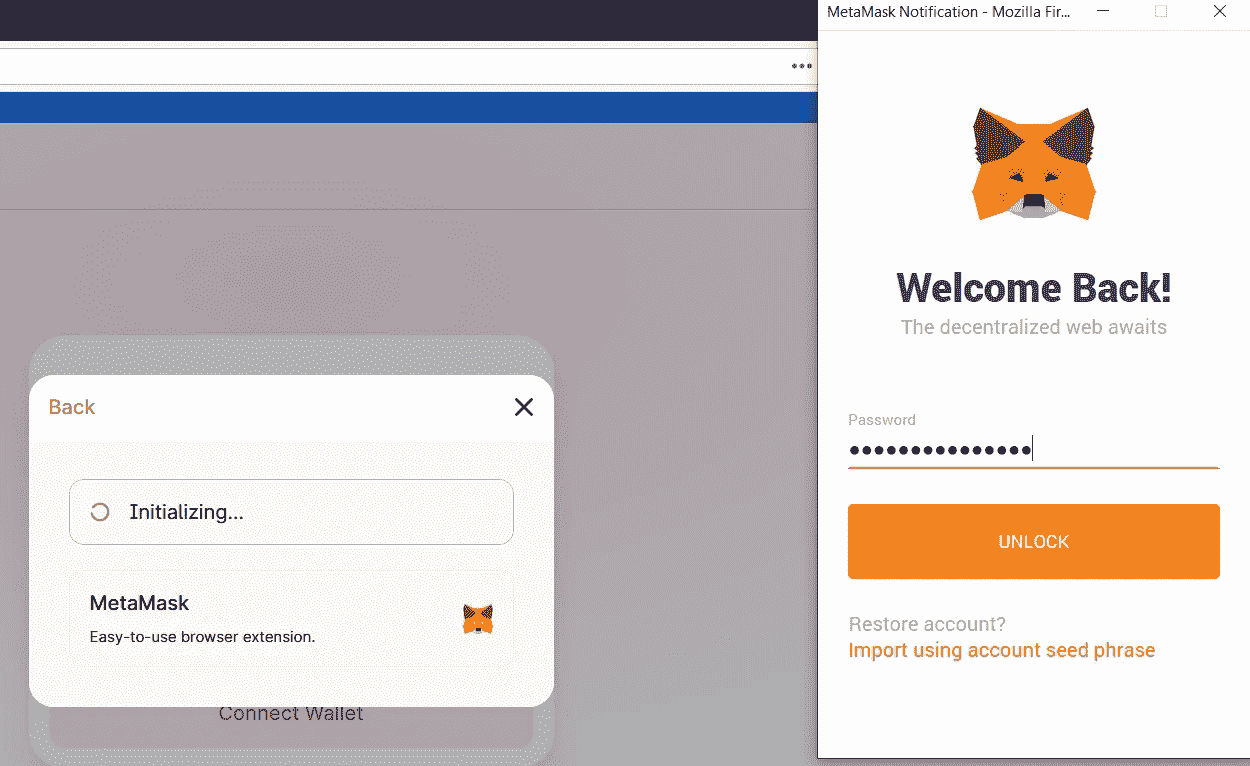 MetaMask Notification - Mozilla Fir...
Back
Initializing...
MetaMask
Easy-to-use browser extension.
Connect Wallet
Welcome Back!
The decentralized web awaits
Password
UNLOCK
Restore account?
Import using account seed phrase